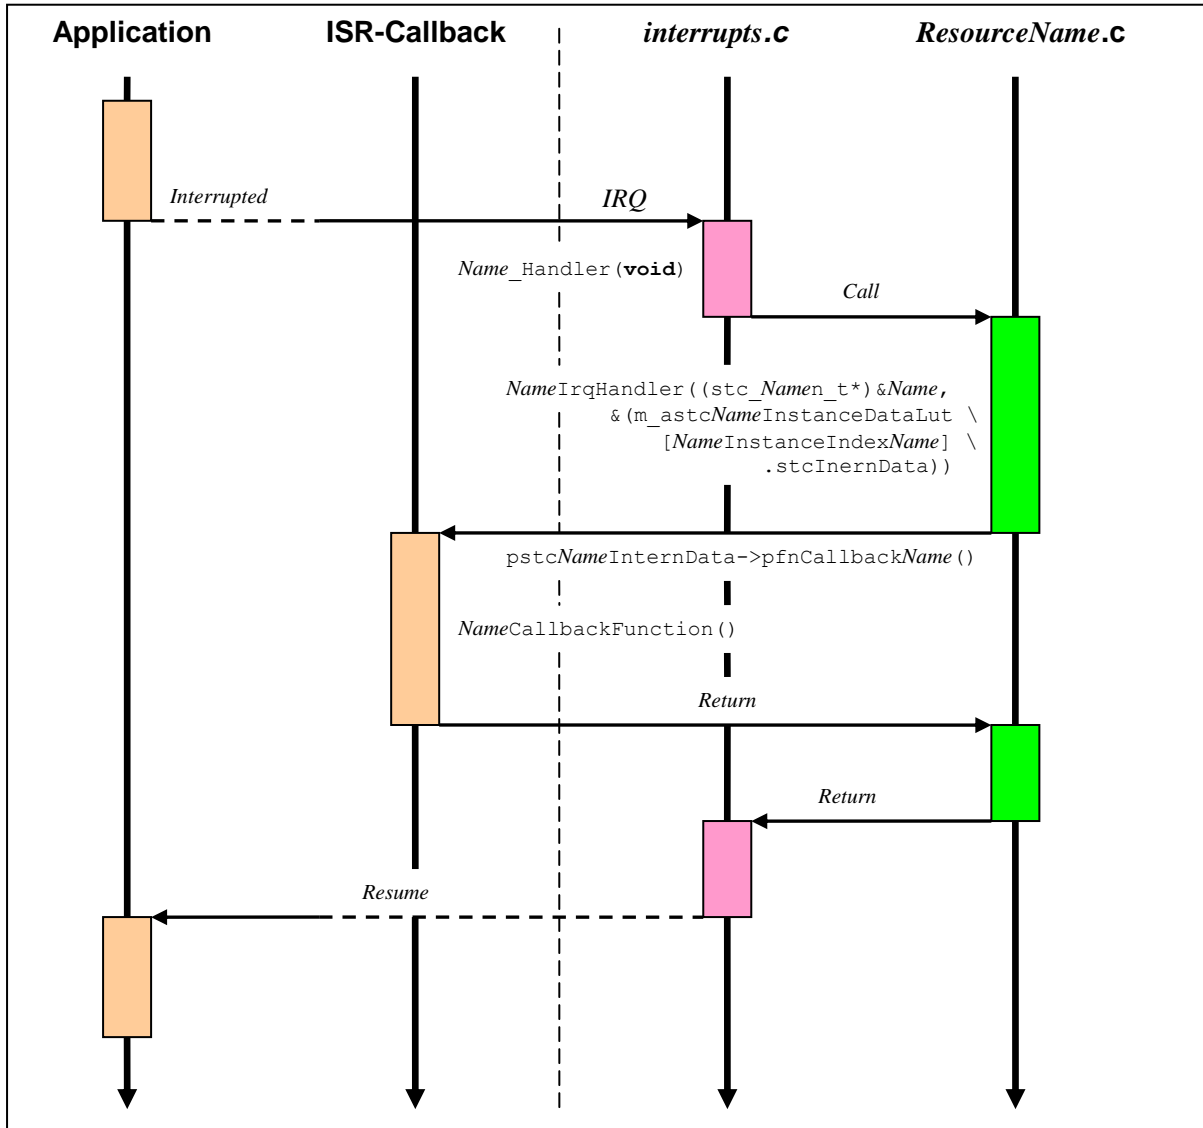 Application
ISR-Callback
interrupts.c
ResourceName.c
Interrupted
IRQ
Name_Handler(void)
Call
NameIrqHandler((stc_Namen_t*)&Name,
&(m_astcNameInstanceDataLut \
[NameInstanceIndexName] \
.stcInernData))
pstcNameInternData->pfnCallbackName()
NameCallbackFunction()
Return
Return
Resume